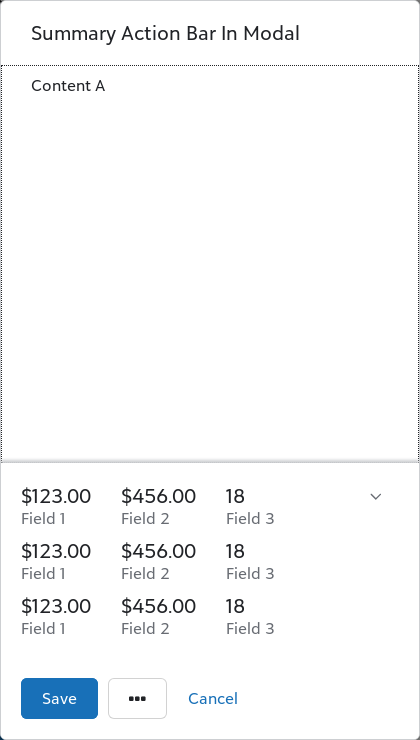 Summary Action Bar In Modal
Content A
$123.00 $456.00 18
Field 1 Field 2 Field 3
$123.00 $456.00 18
Field 1 Field 2 Field 3
$123.00 $456.00 18
Field 1 Field 2 Field 3
Save ••• Cancel